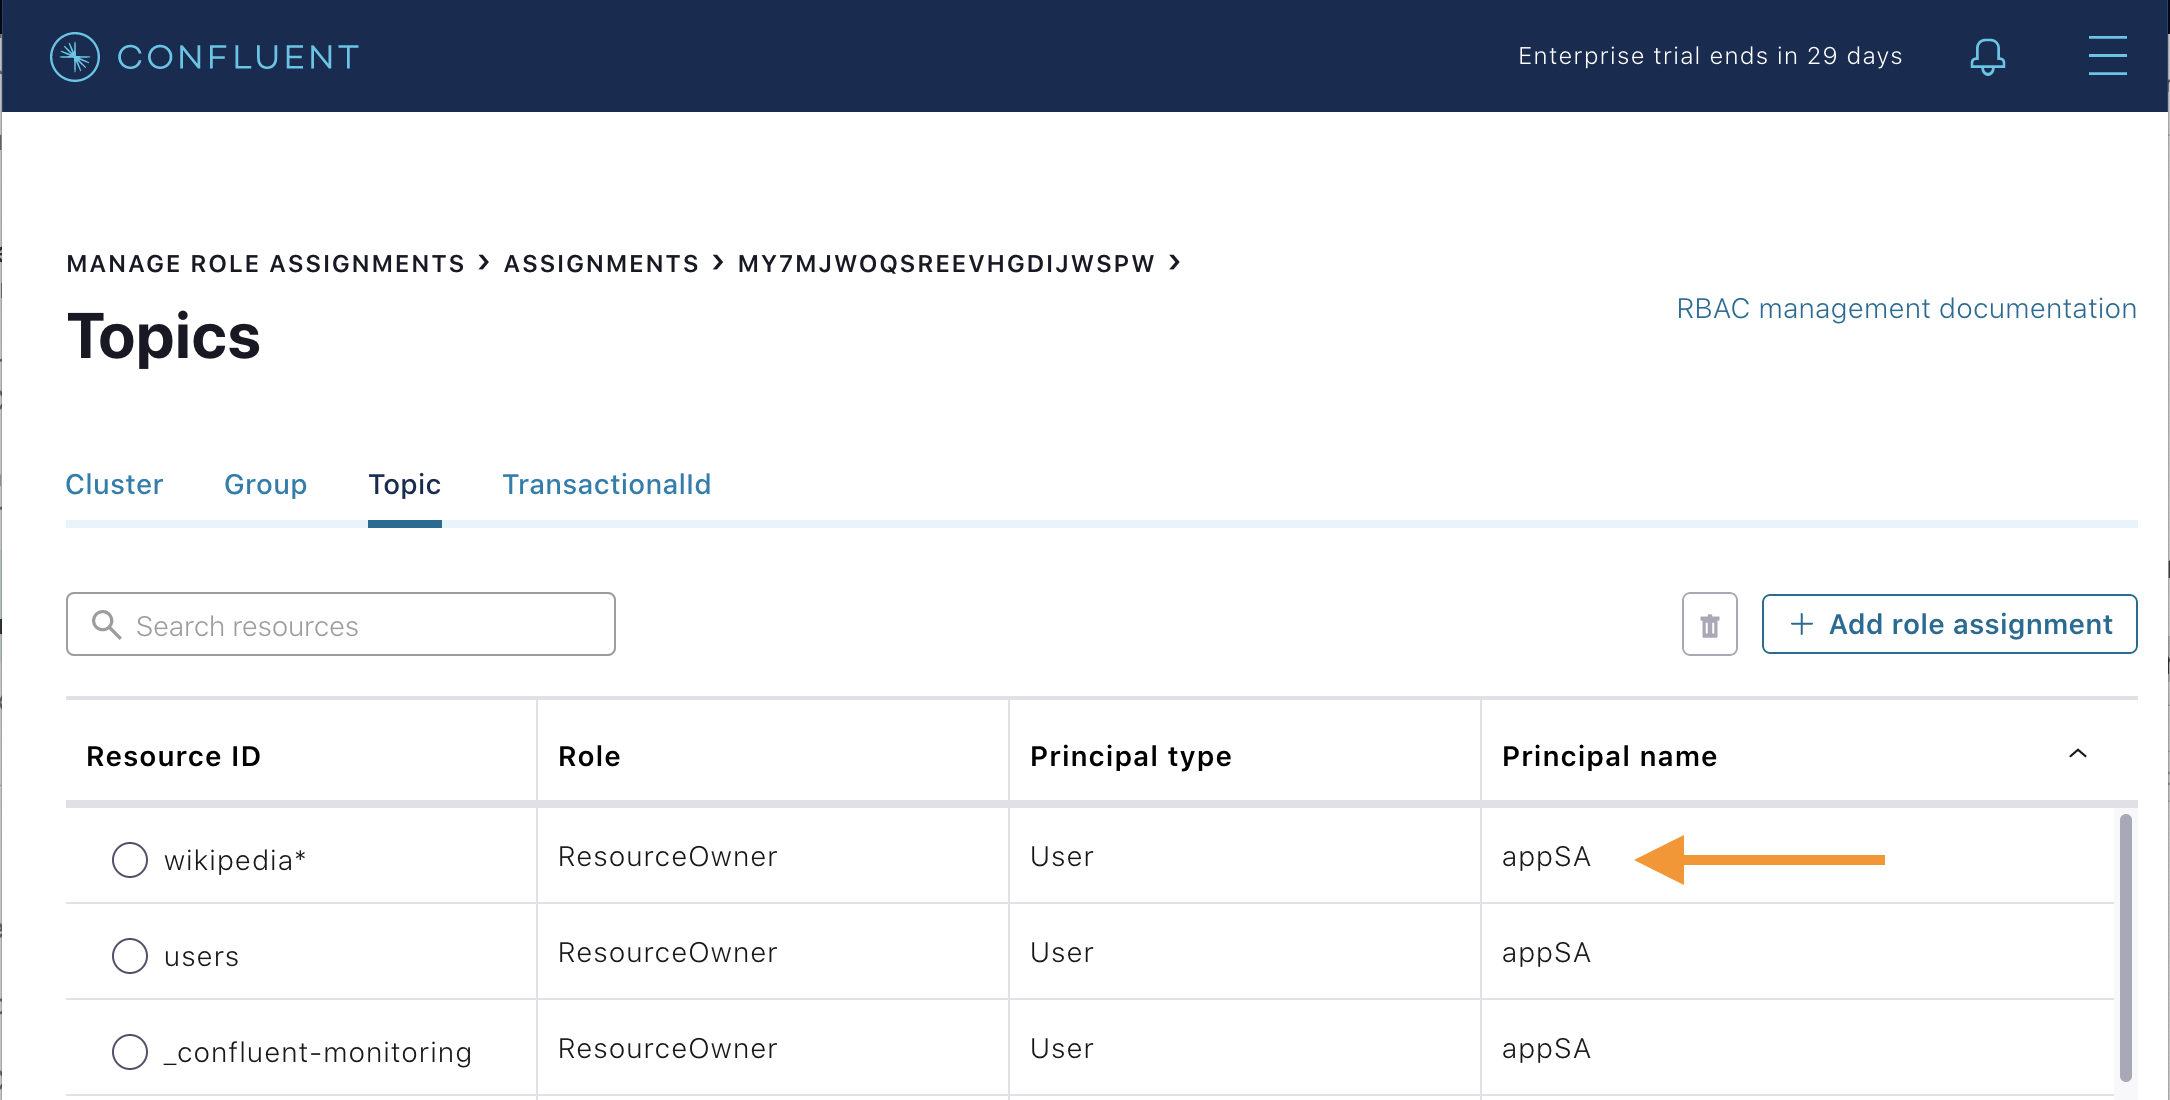 CONFLUENT
Enterprise trial ends in 29 days
MANAGE ROLE ASSIGNMENTS > ASSIGNMENTS > MY7MJWOQSREEVHGDIJWSPW >
Topics
RBAC management documentation
Cluster Group Topic TransactionalId
Search resources
+ Add role assignment
Resource ID Role Principal type Principal name
wikipedia* ResourceOwner User appSA
users ResourceOwner User appSA
_confluent-monitoring ResourceOwner User appSA